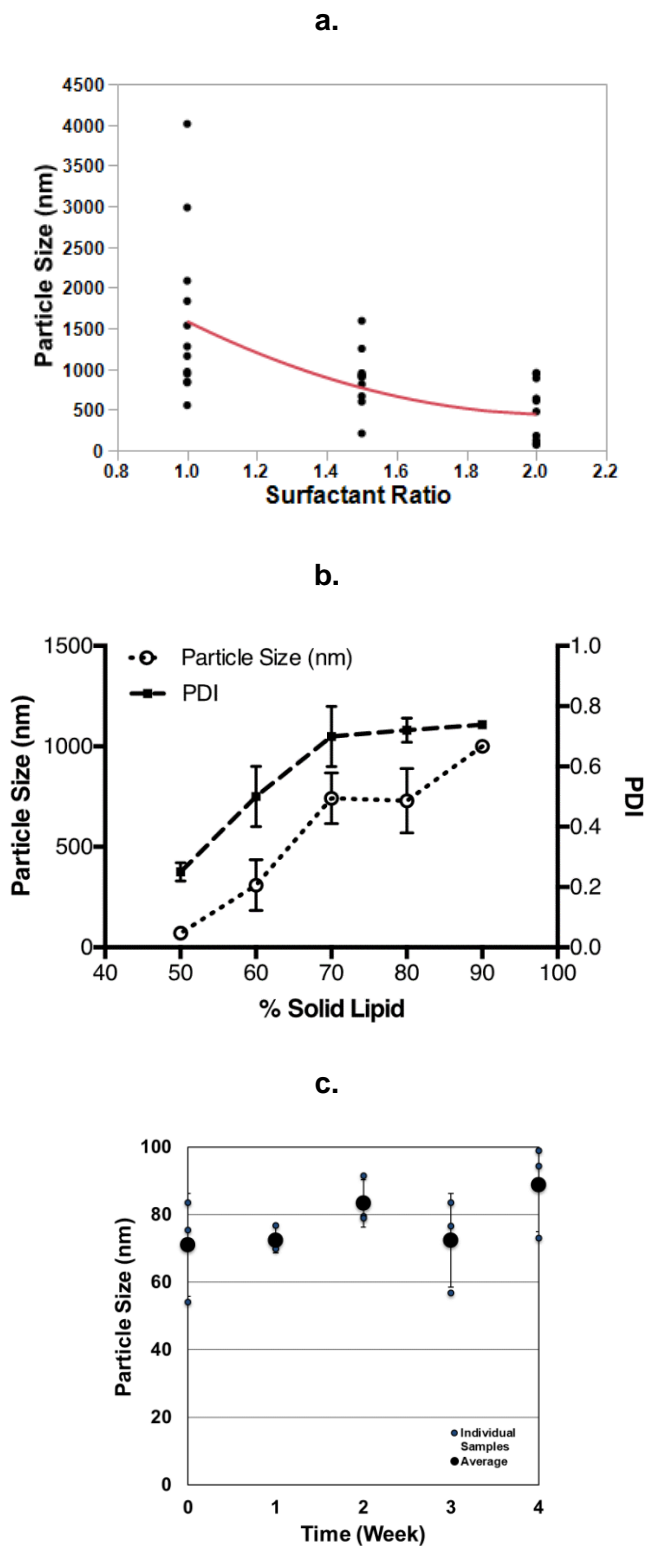 a.
4500
4000
3500
3000
2500
2000
1500
1000
500
0
Particle Size (nm)
0.8 1.0 1.2 1.4 1.6 1.8 2.0 2.2
Surfactant Ratio
b.
1500
1000
500
0
Particle Size (nm)
Particle Size (nm)
PDI
1.0
0.8
0.6
0.4
0.2
0.0
PDI
40 50 60 70 80 90 100
% Solid Lipid
c.
100
80
60
40
20
0
Particle Size (nm)
Individual
Samples
Average
0 1 2 3 4
Time (Week)